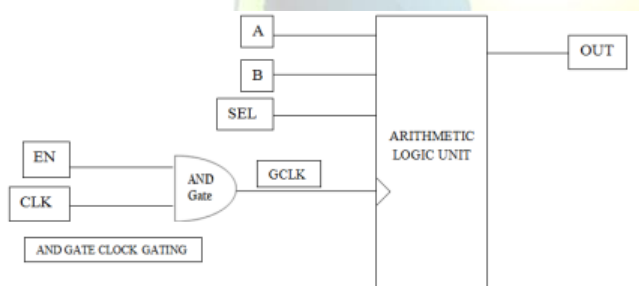 A
B
SEL
OUT
ARITHMETIC
LOGIC UNIT
EN
CLK
AND
Gate
GCLK
AND GATE CLOCK GATING